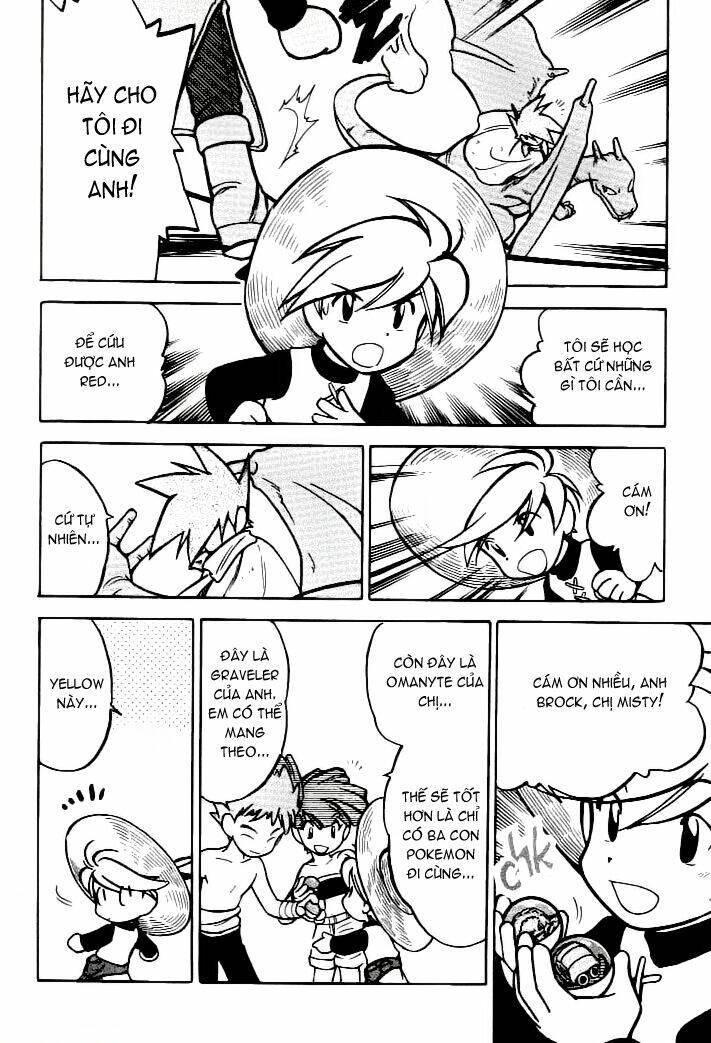 HÃY CHO
TÔI ĐI
CÙNG
ANH!
ĐỂ CỨU
ĐƯỢC ANH
RED...
TÔI SẼ HỌC
BẤT CỨ NHỮNG
GÌ TÔI CẦN...
CỨ TỰ
NHIÊN...
CÁM
ƠN!
YELLOW
NÀY...
ĐÂY LÀ
GRAVELER
CỦA ANH.
EM CÓ THỂ
MANG
THEO...
CÒN ĐÂY LÀ
OMANYTE CỦA
CHỊ...
THẾ SẼ TỐT
HƠN LÀ CHỈ
CÓ BA CON
POKEMON
ĐI CÙNG...
CÁM ƠN NHIỀU, ANH
BROCK, CHỊ MISTY!
CHK